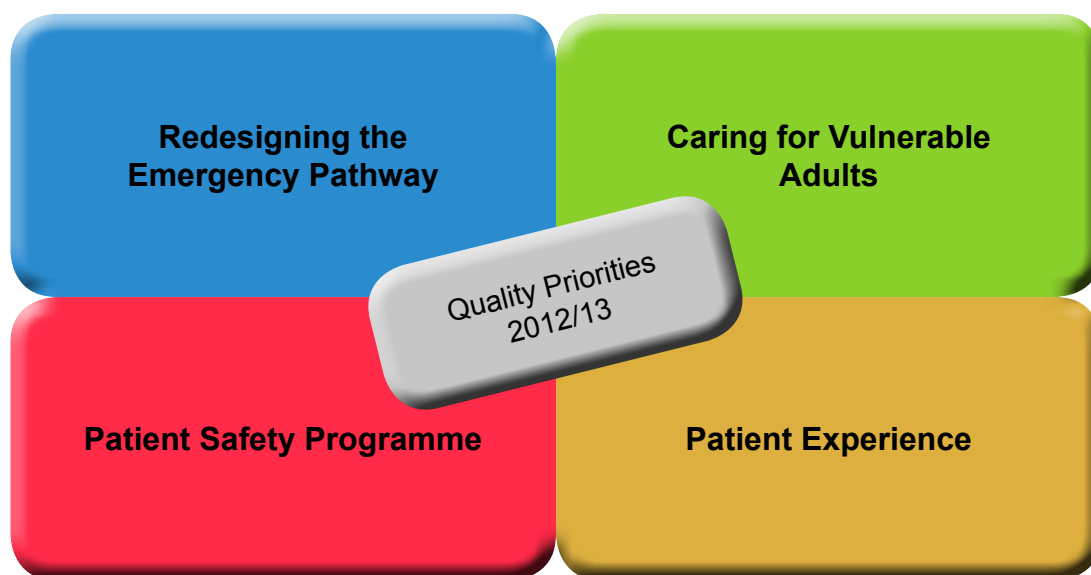 Redesigning the
Emergency Pathway
Caring for Vulnerable
Adults
Quality Priorities
2012/13
Patient Safety Programme
Patient Experience